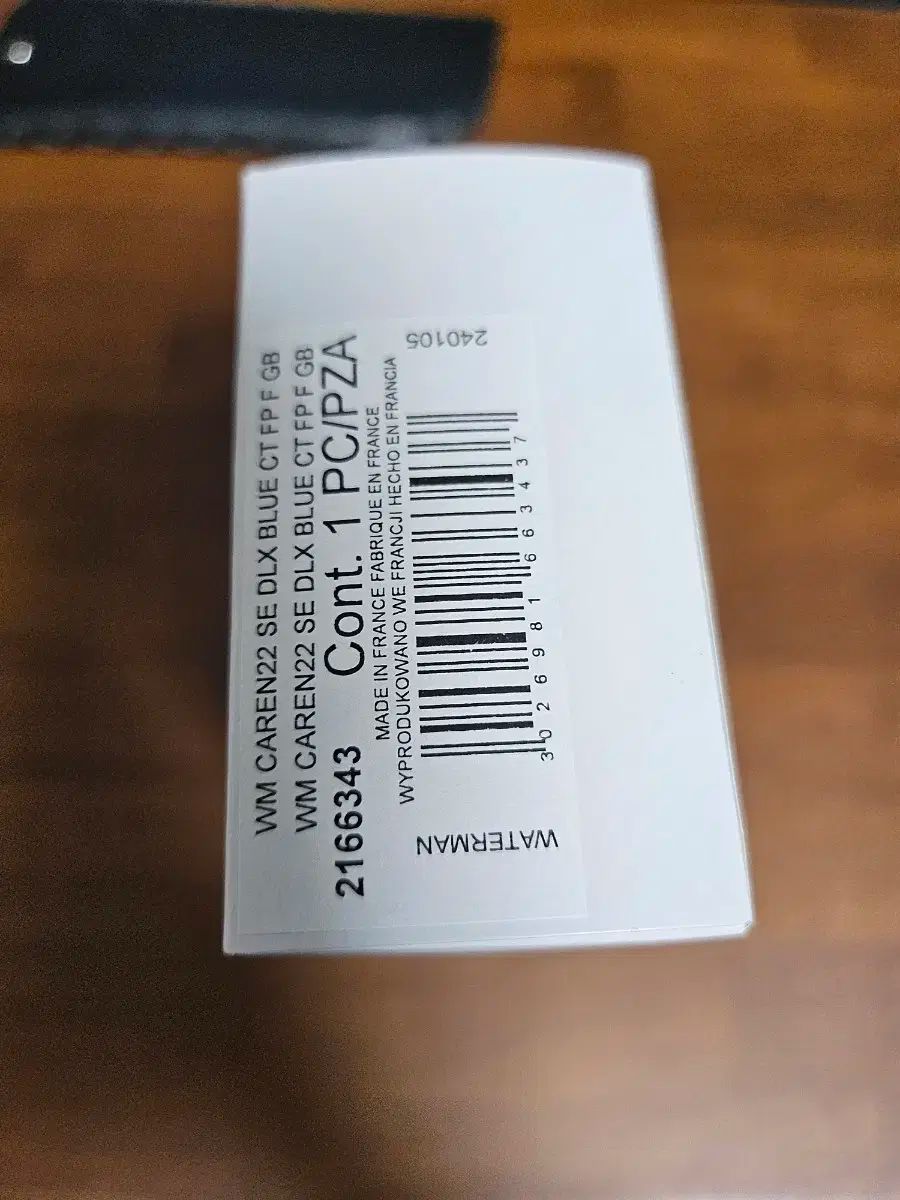 WM CAREN22 SE DLX BLUE CT FP F GB
WM CAREN22 SE DLX BLUE CT FP F GB
2166343 Cont. 1 PC/PZA
MADE IN FRANCE FABRIQUE EN FRANCE
WYPRODUKOWANO WE FRANCJI HECHO EN FRANCIA
240105
3 026981 663437
WATERMAN